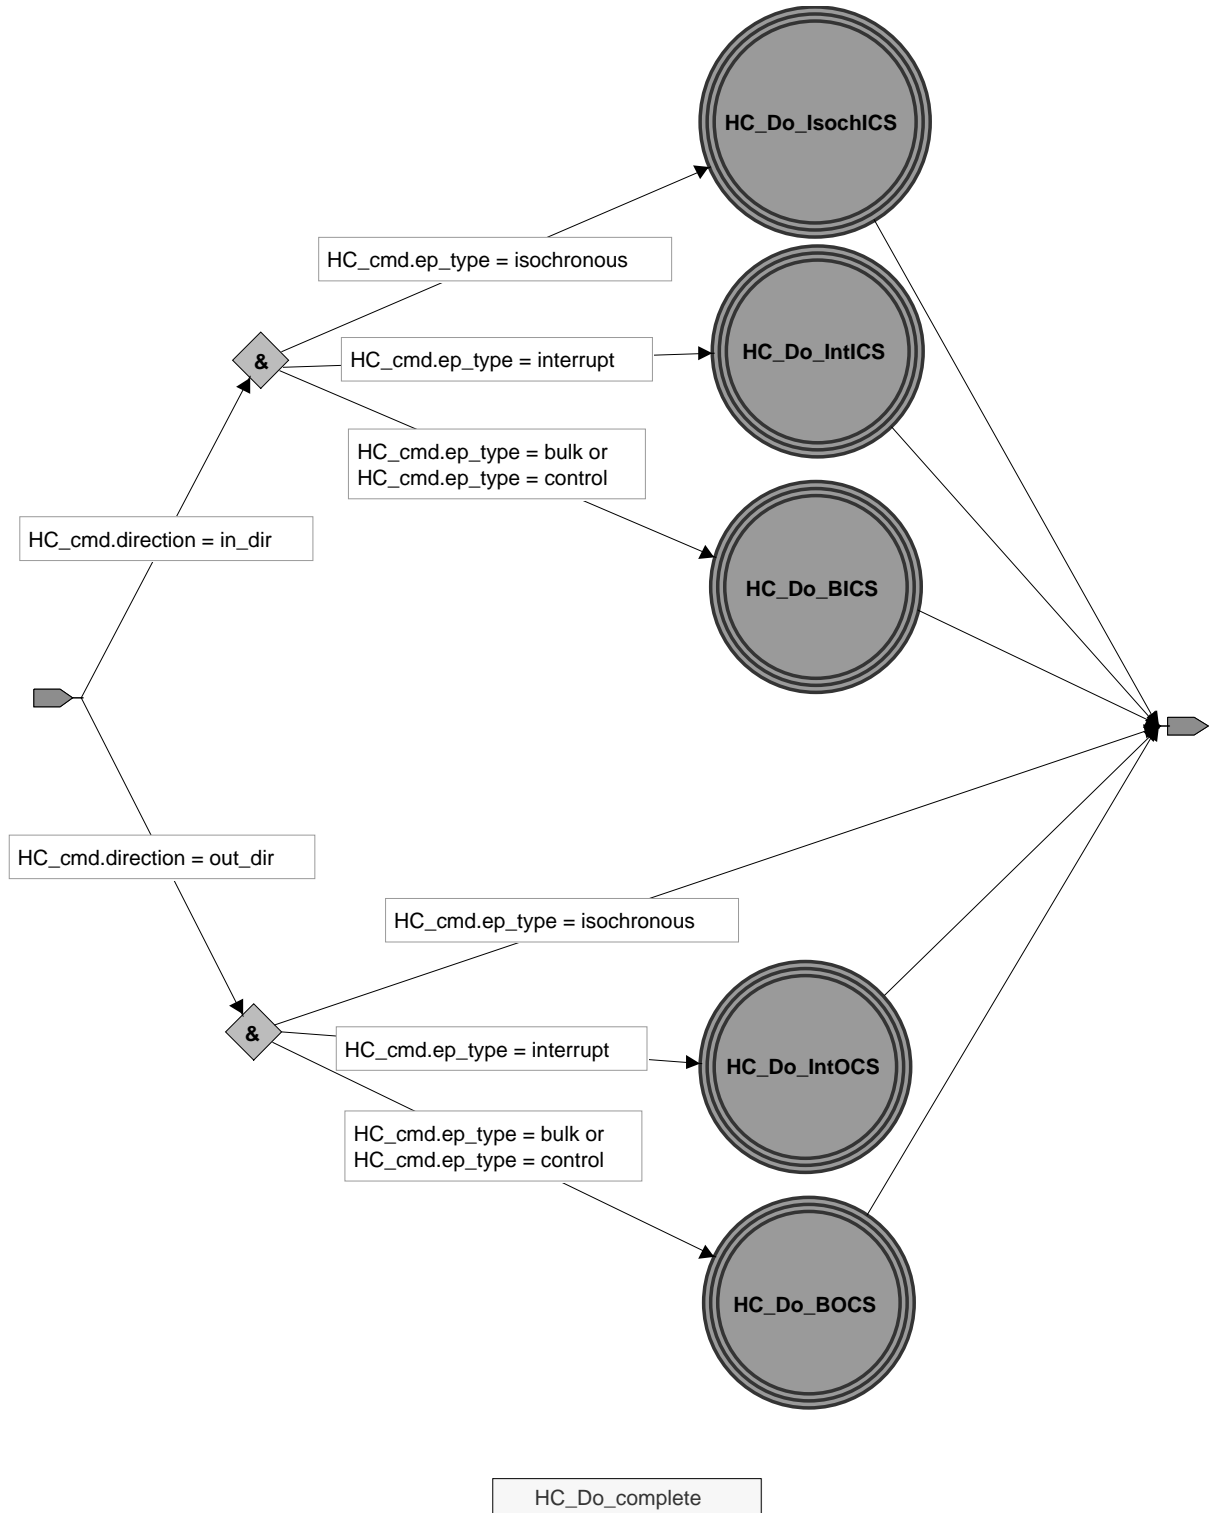 HC_Do_IsochICS
HC_cmd.ep_type = isochronous
&
HC_cmd.ep_type = interrupt
HC_Do_IntICS
HC_cmd.ep_type = bulk or
HC_cmd.ep_type = control
HC_cmd.direction = in_dir
HC_Do_BICS
HC_cmd.direction = out_dir
HC_cmd.ep_type = isochronous
&
HC_cmd.ep_type = interrupt
HC_Do_IntOCS
HC_cmd.ep_type = bulk or
HC_cmd.ep_type = control
HC_Do_BOCS
HC_Do_complete